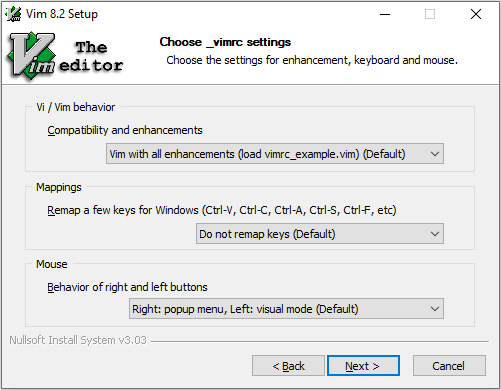 Vim 8.2 Setup
Vim
The
editor
Choose _vimrc settings
Choose the settings for enhancement, keyboard and mouse.
Vi / Vim behavior
Compatibility and enhancements
Vim with all enhancements (load vimrc_example.vim) (Default)
Mappings
Remap a few keys for Windows (Ctrl-V, Ctrl-C, Ctrl-A, Ctrl-S, Ctrl-F, etc)
Do not remap keys (Default)
Mouse
Behavior of right and left buttons
Right: popup menu, Left: visual mode (Default)
Nullsoft Install System v3.03
< Back
Next >
Cancel